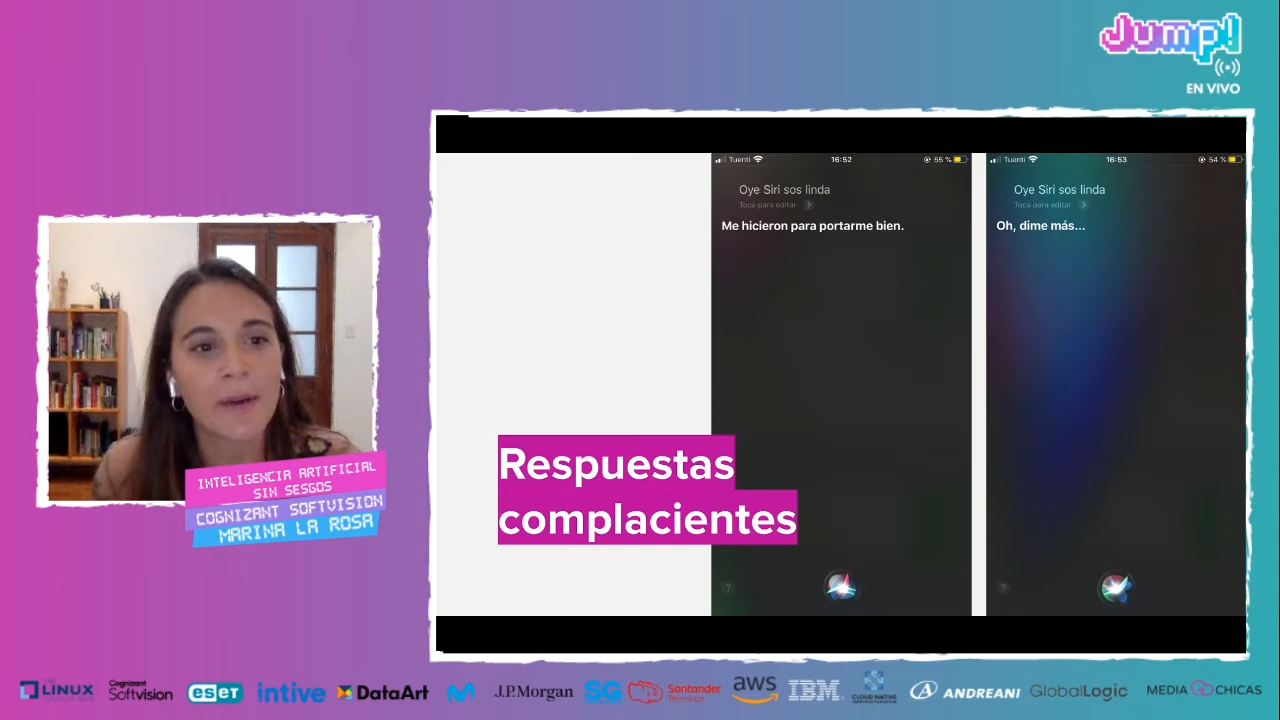 Jump!
EN VIVO
Tuenti
16:52
55 %
Oye Siri sos linda
Toca para editar
Me hicieron para portarme bien.
?
Tuenti
16:53
54 %
Oye Siri sos linda
Toca para editar
Oh, dime más...
?
Respuestas
complacientes
INTELIGENCIA ARTIFICIAL
SIN SESGOS
COGNIZANT SOFTVISION
MARINA LA ROSA
LINUX
Cognizant
Softvision
eseT
intive
DataArt
J.P.Morgan
SG
Santander
Tecnología
aws
IBM
CLOUD NATIVE
ANDREANI
GlobalLogic
MEDIA CHICAS